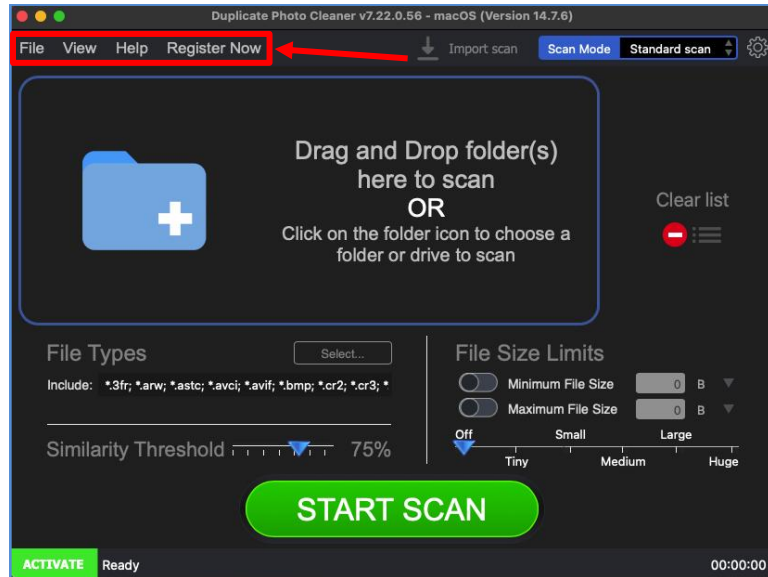 Duplicate Photo Cleaner v7.22.0.56 - macOS (Version 14.7.6)
File View Help Register Now Import scan Scan Mode Standard scan
Drag and Drop folder(s)
here to scan
OR
Click on the folder icon to choose a
folder or drive to scan
Clear list
File Types Select...
Include: *.3fr; *.arw; *.astc; *.avci; *.avif; *.bmp; *.cr2; *.cr3; *.
Similarity Threshold 75%
File Size Limits
Minimum File Size 0 B
Maximum File Size 0 B
Off Small Large
Tiny Medium Huge
START SCAN
ACTIVATE Ready 00:00:00